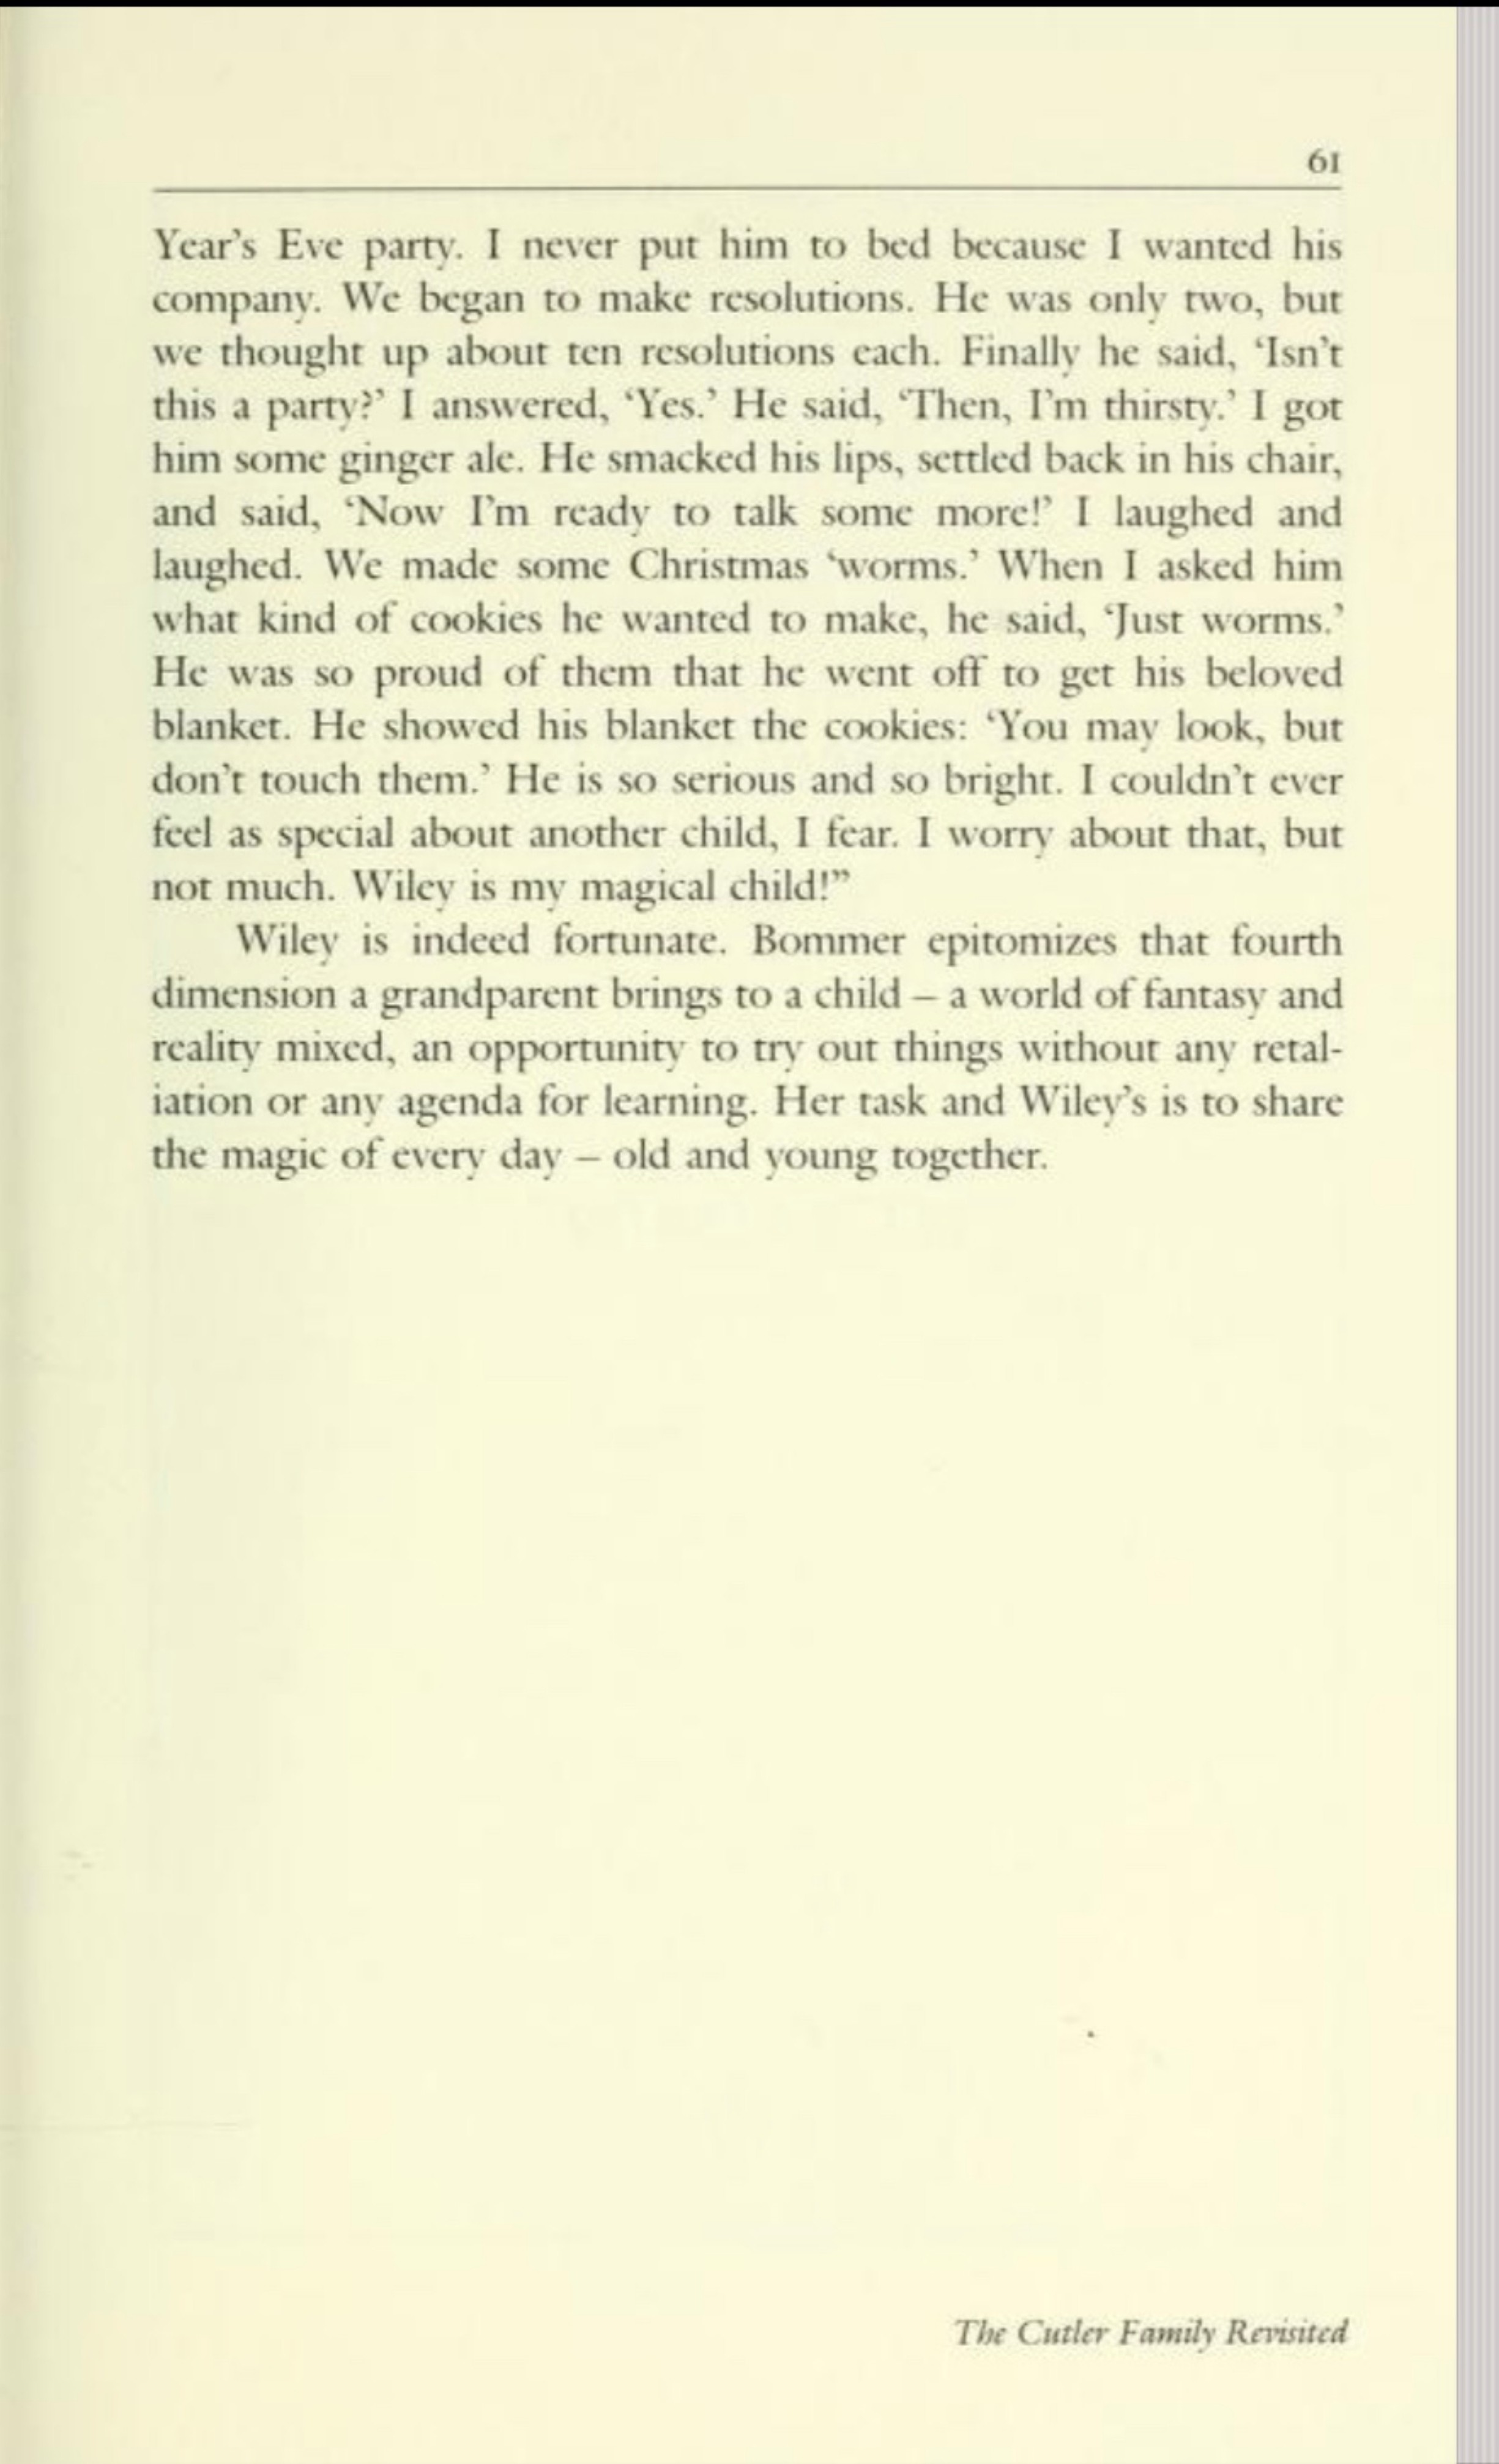 61
Year's Eve party. I never put him to bed because I wanted his
company. We began to make resolutions. He was only two, but
we thought up about ten resolutions each. Finally he said, ‘Isn't
this a party?’ I answered, ‘Yes.’ He said, ‘Then, I'm thirsty.’ I got
him some ginger ale. He smacked his lips, settled back in his chair,
and said, ‘Now I'm ready to talk some more!’ I laughed and
laughed. We made some Christmas ‘worms.’ When I asked him
what kind of cookies he wanted to make, he said, ‘Just worms.’
He was so proud of them that he went off to get his beloved
blanket. He showed his blanket the cookies: ‘You may look, but
don't touch them.’ He is so serious and so bright. I couldn't ever
feel as special about another child, I fear. I worry about that, but
not much. Wiley is my magical child!”
Wiley is indeed fortunate. Bommer epitomizes that fourth
dimension a grandparent brings to a child – a world of fantasy and
reality mixed, an opportunity to try out things without any retal-
iation or any agenda for learning. Her task and Wiley's is to share
the magic of every day – old and young together.
The Cutler Family Revisited